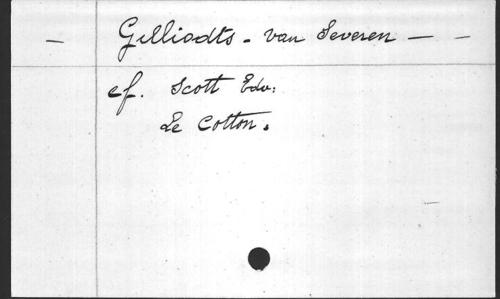 — Gilliodts - van Severen — —
cf. Scott Edw:
Le Cotton.